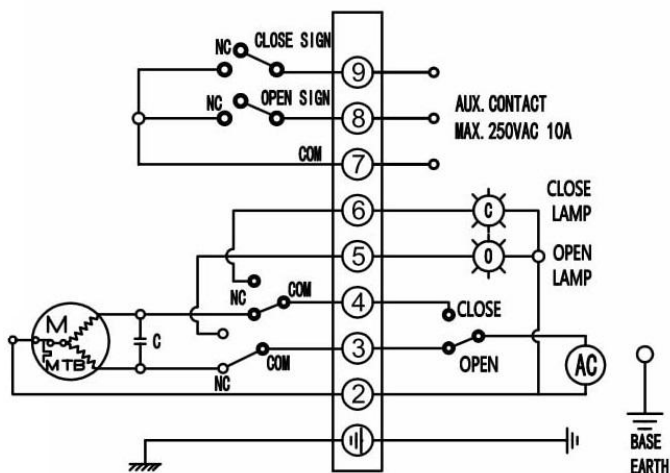 NC CLOSE SIGN
9
NC OPEN SIGN
8
AUX. CONTACT
MAX. 250VAC 10A
COM
7
6
C
CLOSE
LAMP
5
O
OPEN
LAMP
NC
COM
4
CLOSE
M
MTB
C
3
COM
OPEN
AC
NC
2
BASE
EARTH